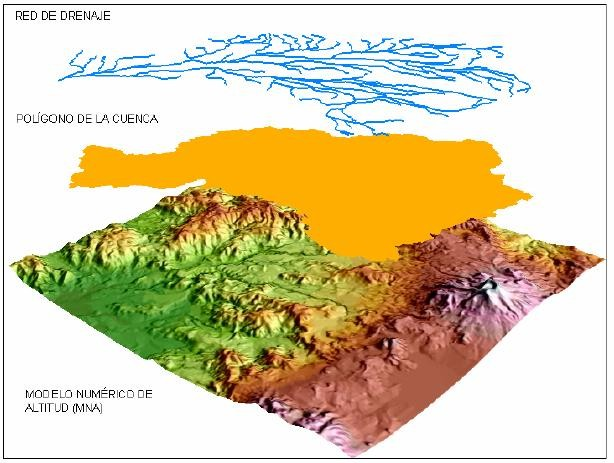 RED DE DRENAJE
POLÍGONO DE LA CUENCA
MODELO NUMÉRICO DE
ALTITUD (MNA)